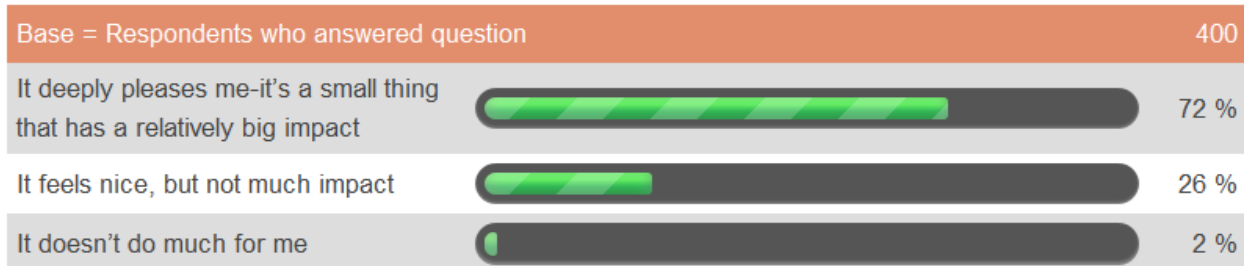 Base = Respondents who answered question 400
It deeply pleases me-it's a small thing
that has a relatively big impact 72 %
It feels nice, but not much impact 26 %
It doesn't do much for me 2 %